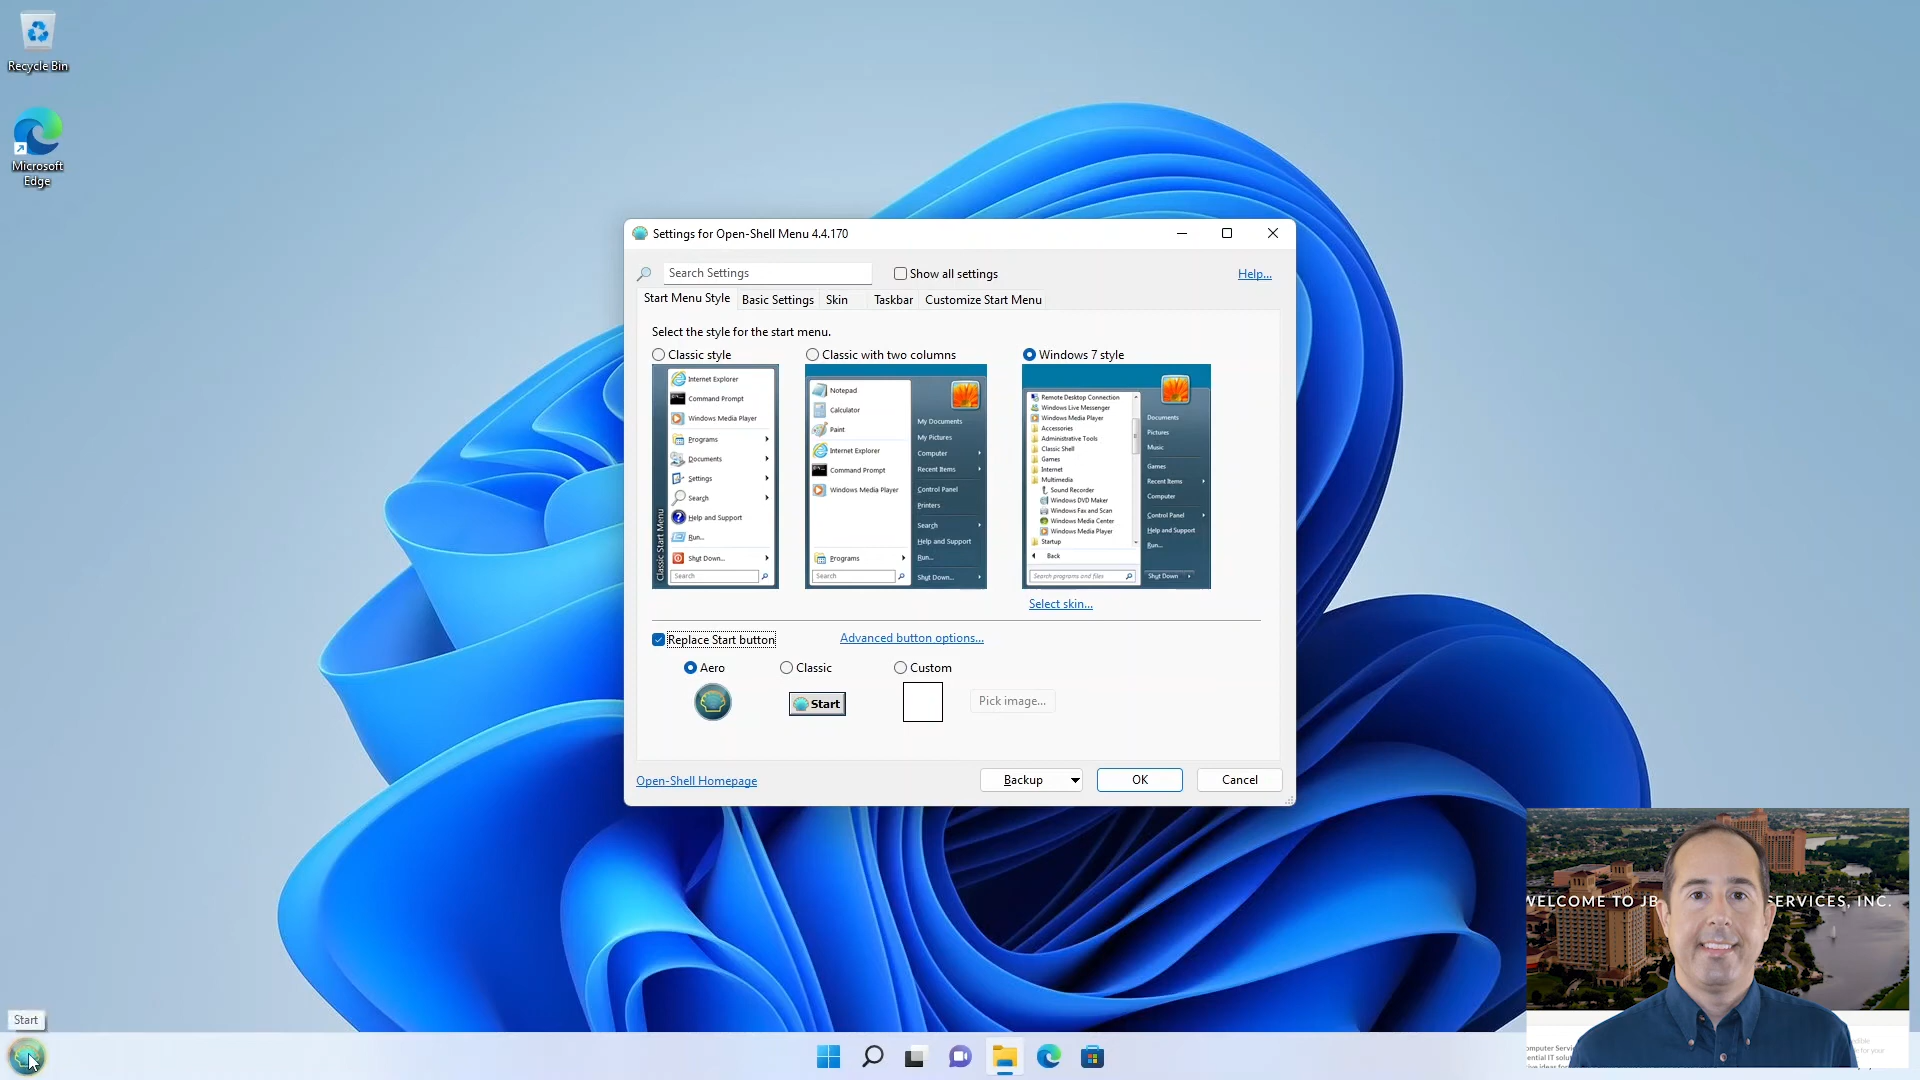 Recycle Bin
Microsoft
Edge
Settings for Open-Shell Menu 4.4.170
Search Settings
Show all settings
Help...
Start Menu Style
Basic Settings
Skin
Taskbar
Customize Start Menu
Select the style for the start menu.
Classic style
Internet Explorer
Command Prompt
Windows Media Player
Programs
Documents
Settings
Search
Help and Support
Run...
Shut Down...
Search
Classic Start Menu
Classic with two columns
Notepad
Calculator
Paint
Internet Explorer
Command Prompt
Windows Media Player
Programs
Search
My Documents
My Pictures
Computer
Recent Items
Control Panel
Printers
Search
Help and Support
Run...
Shut Down...
Windows 7 style
Remote Desktop Connection
Windows Live Messenger
Windows Media Player
Accessories
Administrative Tools
Classic Shell
Games
Internet
Multimedia
Sound Recorder
Windows DVD Maker
Windows Fax and Scan
Windows Media Center
Windows Media Player
Startup
Back
Search programs and files
Documents
Pictures
Music
Games
Recent Items
Computer
Control Panel
Help and Support
Run...
Shut Down
Select skin...
Replace Start button
Advanced button options...
Aero
Classic
Custom
Start
Pick image...
Open-Shell Homepage
Backup
OK
Cancel
WELCOME TO JB SERVICES, INC.
Start